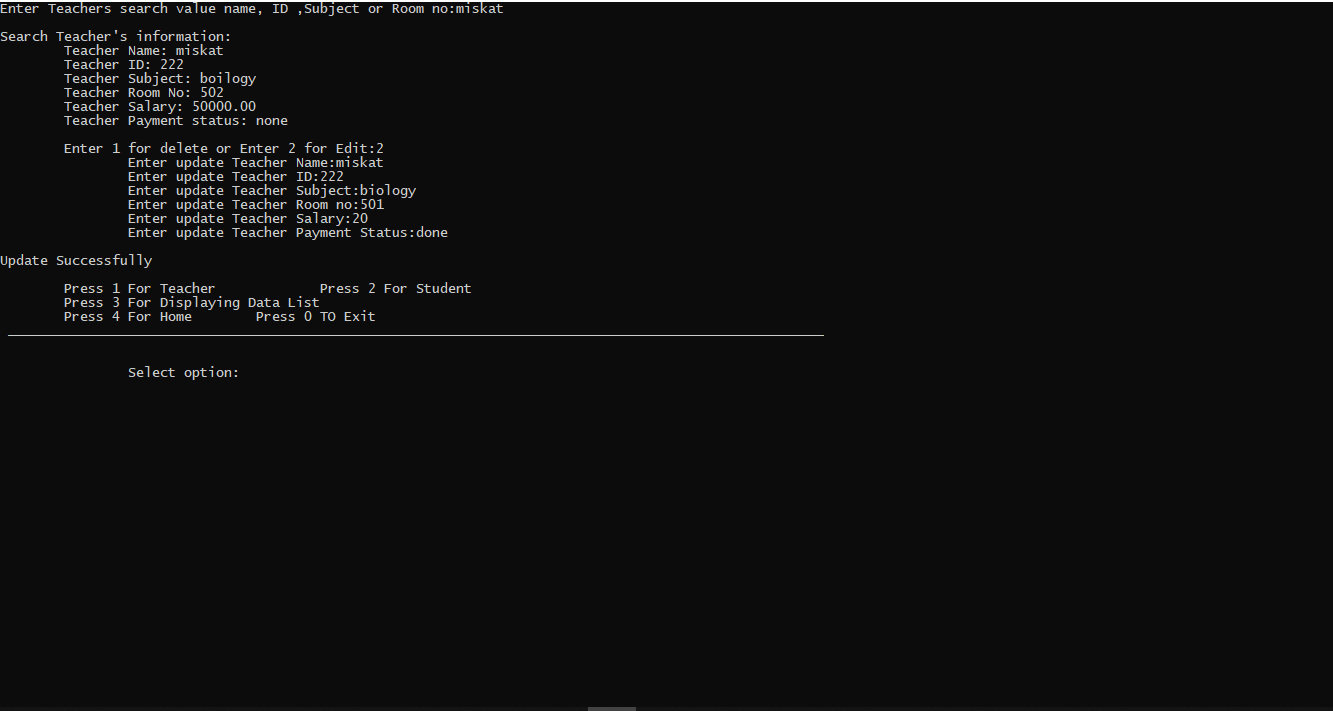 Enter Teachers search value name, ID ,Subject or Room no:miskat
Search Teacher's information:
Teacher Name: miskat
Teacher ID: 222
Teacher Subject: boilogy
Teacher Room No: 502
Teacher Salary: 50000.00
Teacher Payment status: none
Enter 1 for delete or Enter 2 for Edit:2
Enter update Teacher Name:miskat
Enter update Teacher ID:222
Enter update Teacher Subject:biology
Enter update Teacher Room no:501
Enter update Teacher Salary:20
Enter update Teacher Payment Status:done
Update Successfully
Press 1 For Teacher Press 2 For Student
Press 3 For Displaying Data List
Press 4 For Home Press 0 TO Exit
Select option: